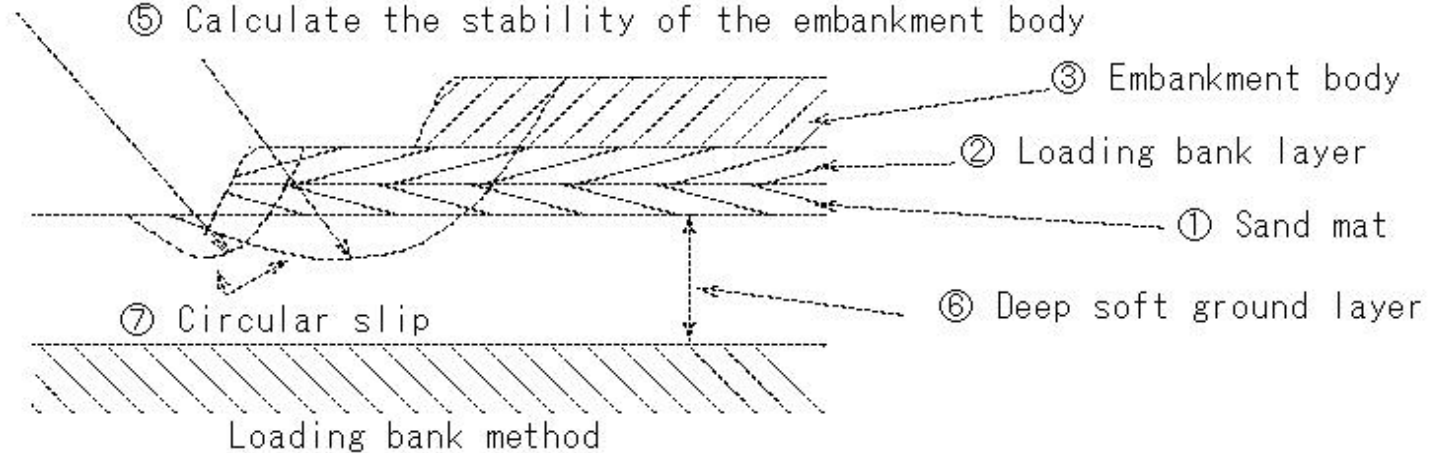 ⑤ Calculate the stability of the embankment body
③ Embankment body
② Loading bank layer
① Sand mat
⑥ Deep soft ground layer
⑦ Circular slip
Loading bank method